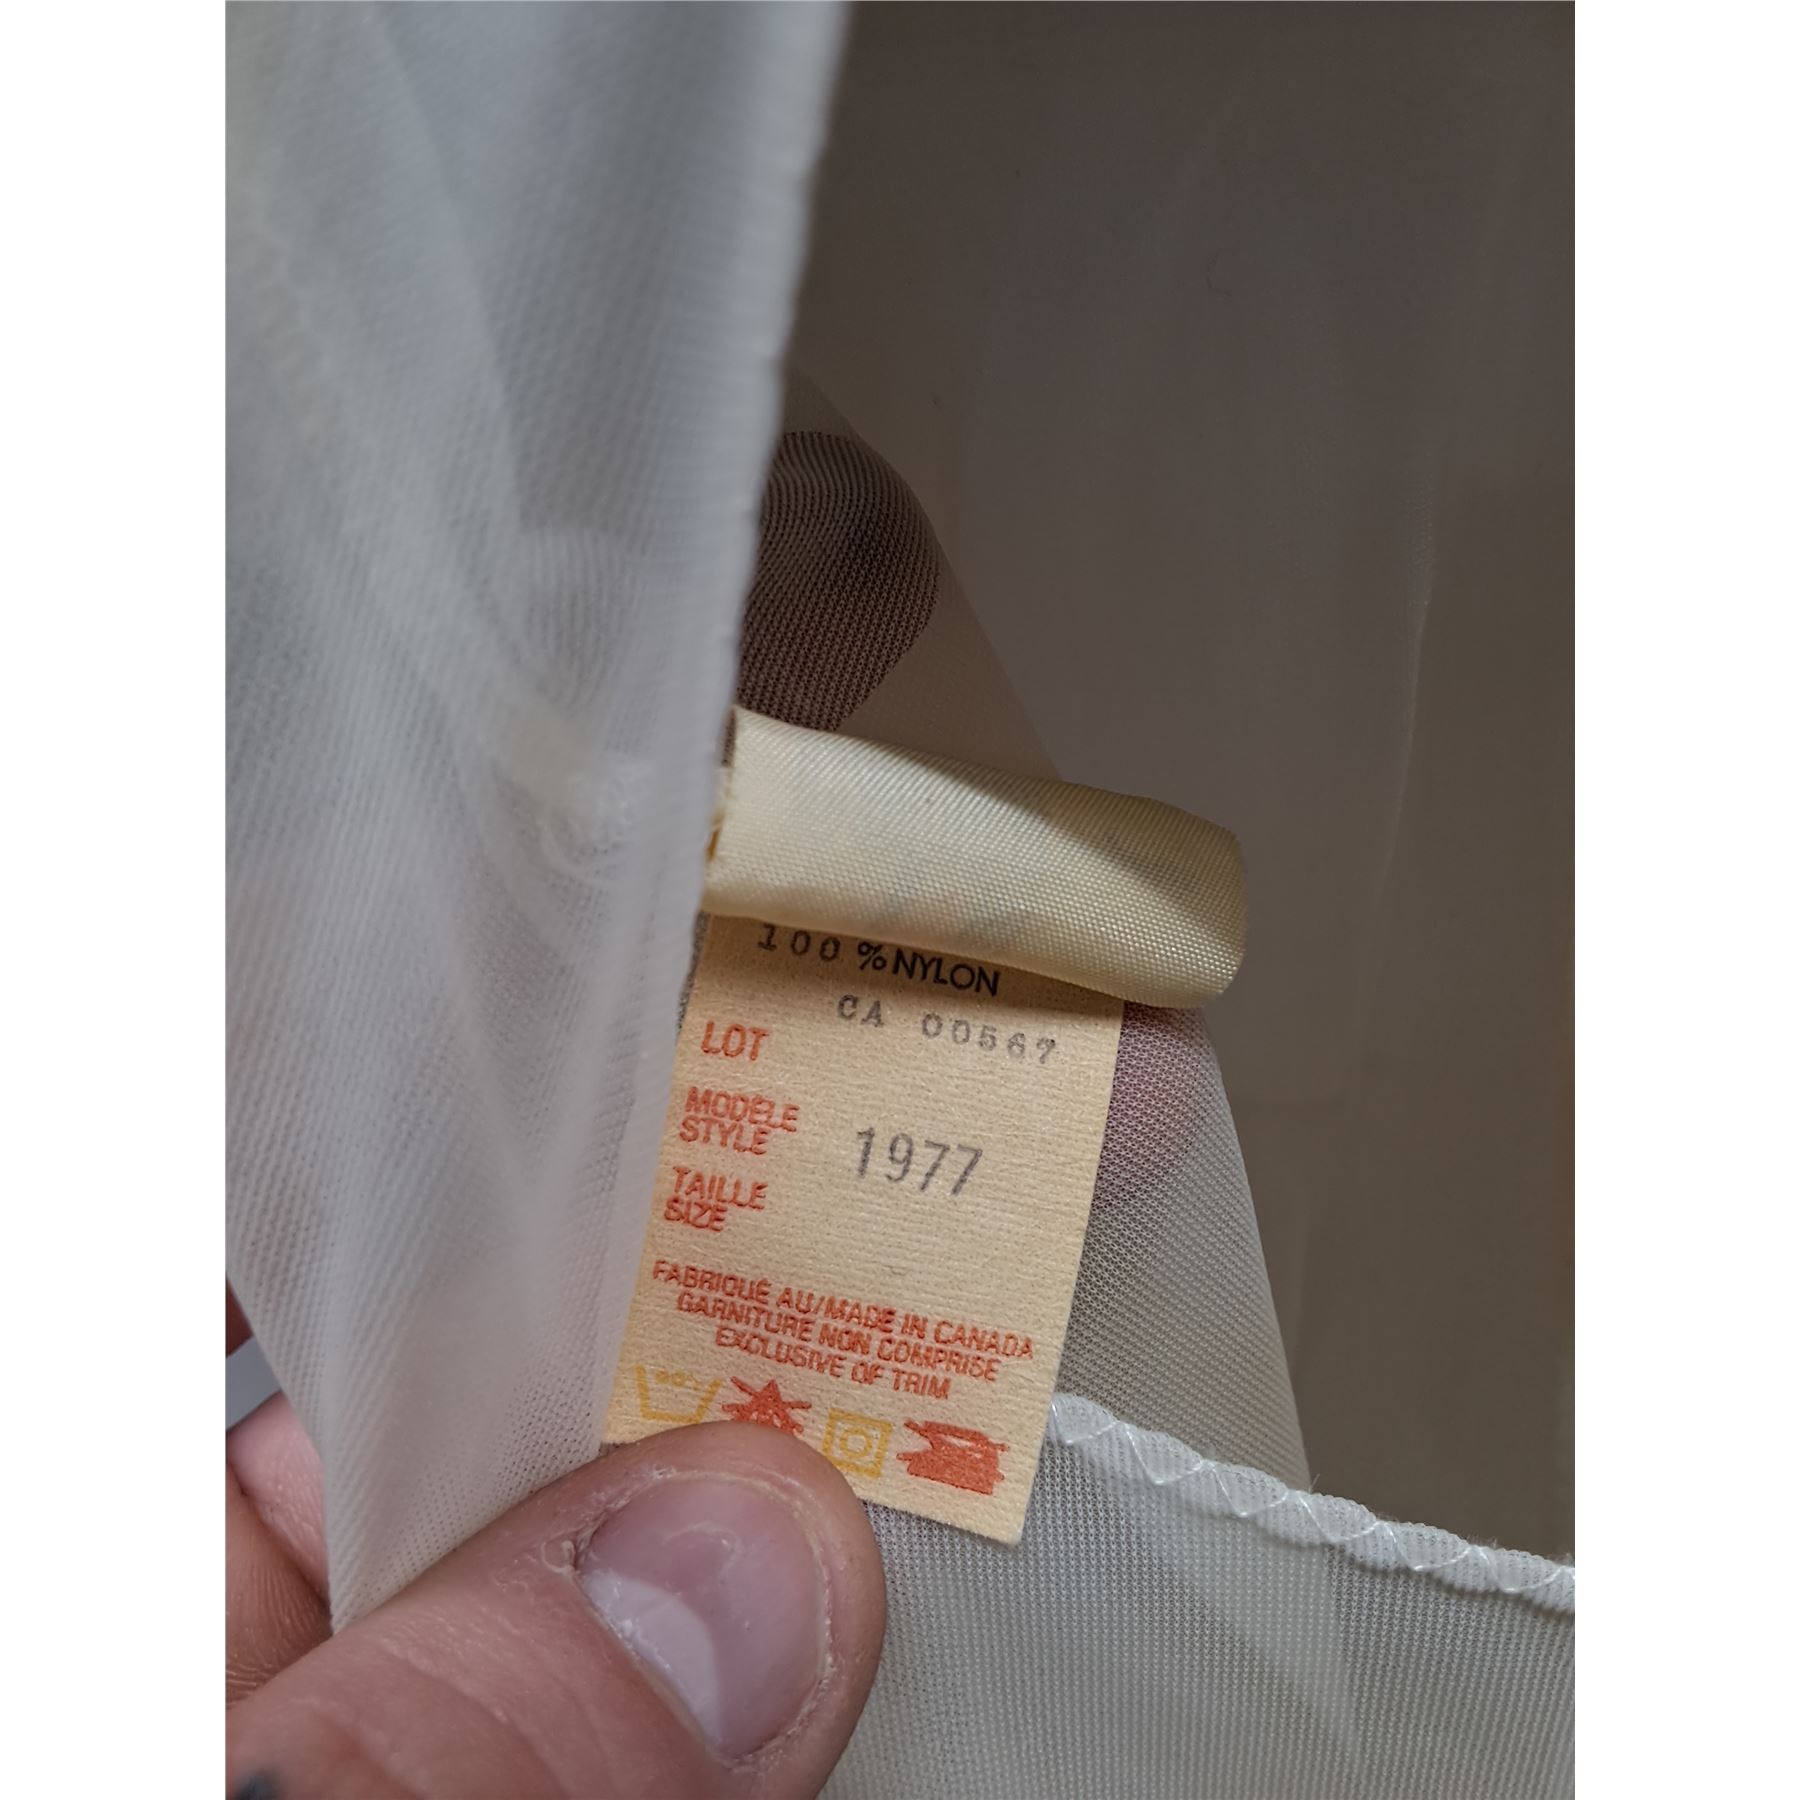 100 %NYLON
CA 00567
LOT
MODÈLE
STYLE
1977
TAILLE
SIZE
FABRIQUÉ AU/MADE IN CANADA
GARNITURE NON COMPRISE
EXCLUSIVE OF TRIM